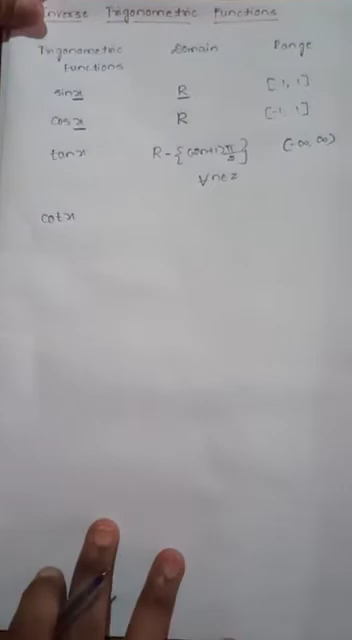 Inverse Trigonometric Functions
Trigonometric Domain Range
Functions
sinx R [-1, 1]
cosx R [-1, 1]
tanx R - {(2n+1)π/2} (-∞, ∞)
∀ n ∈ z
cotx